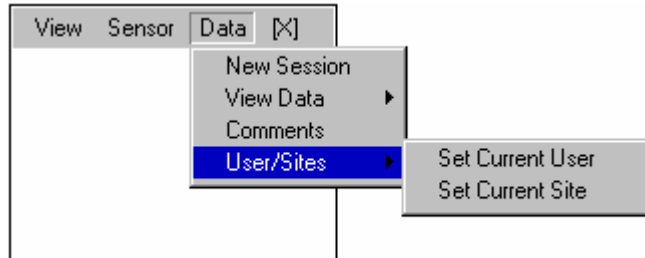 View Sensor Data [X]
New Session
View Data
Comments
User/Sites
Set Current User
Set Current Site